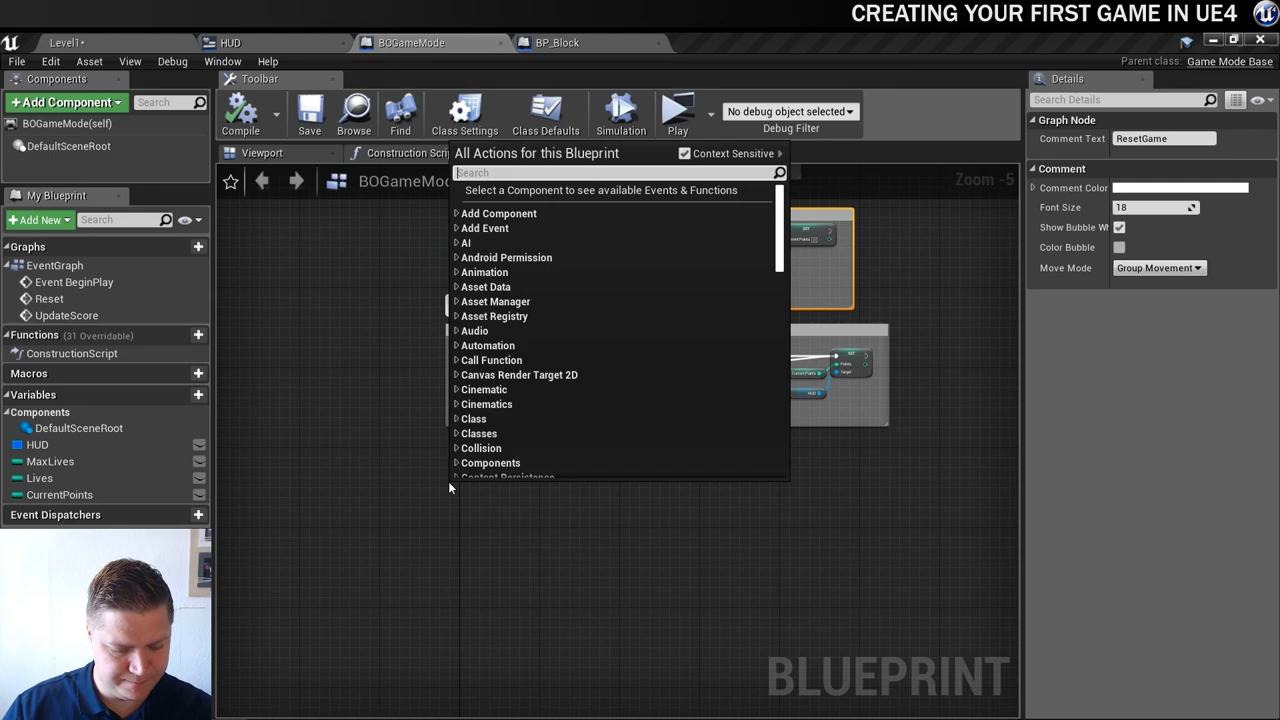 CREATING YOUR FIRST GAME IN UE4
Level1*
HUD
BOGameMode
BP_Block
File Edit Asset View Debug Window Help
Parent class: Game Mode Base
Components
Toolbar
Details
Add Component
Search
BOGameMode(self)
DefaultSceneRoot
Compile
Save
Browse
Find
Class Settings
Class Defaults
Simulation
Play
No debug object selected
Debug Filter
Search Details
Graph Node
Comment Text
ResetGame
Comment
Comment Color
Font Size
18
Show Bubble W
Color Bubble
Move Mode
Group Movement
Viewport
Construction Scri
BOGameMo
Zoom -5
All Actions for this Blueprint
Context Sensitive
Search
Select a Component to see available Events & Functions
Add Component
Add Event
AI
Android Permission
Animation
Asset Data
Asset Manager
Asset Registry
Audio
Automation
Call Function
Canvas Render Target 2D
Cinematic
Cinematics
Class
Classes
Collision
Components
Content Persistence
SET
SET
Points
Target
Current Points
HUD
My Blueprint
Add New
Search
Graphs
EventGraph
Event BeginPlay
Reset
UpdateScore
Functions (31 Overridable)
ConstructionScript
Macros
Variables
Components
DefaultSceneRoot
HUD
MaxLives
Lives
CurrentPoints
Event Dispatchers
BLUEPRINT